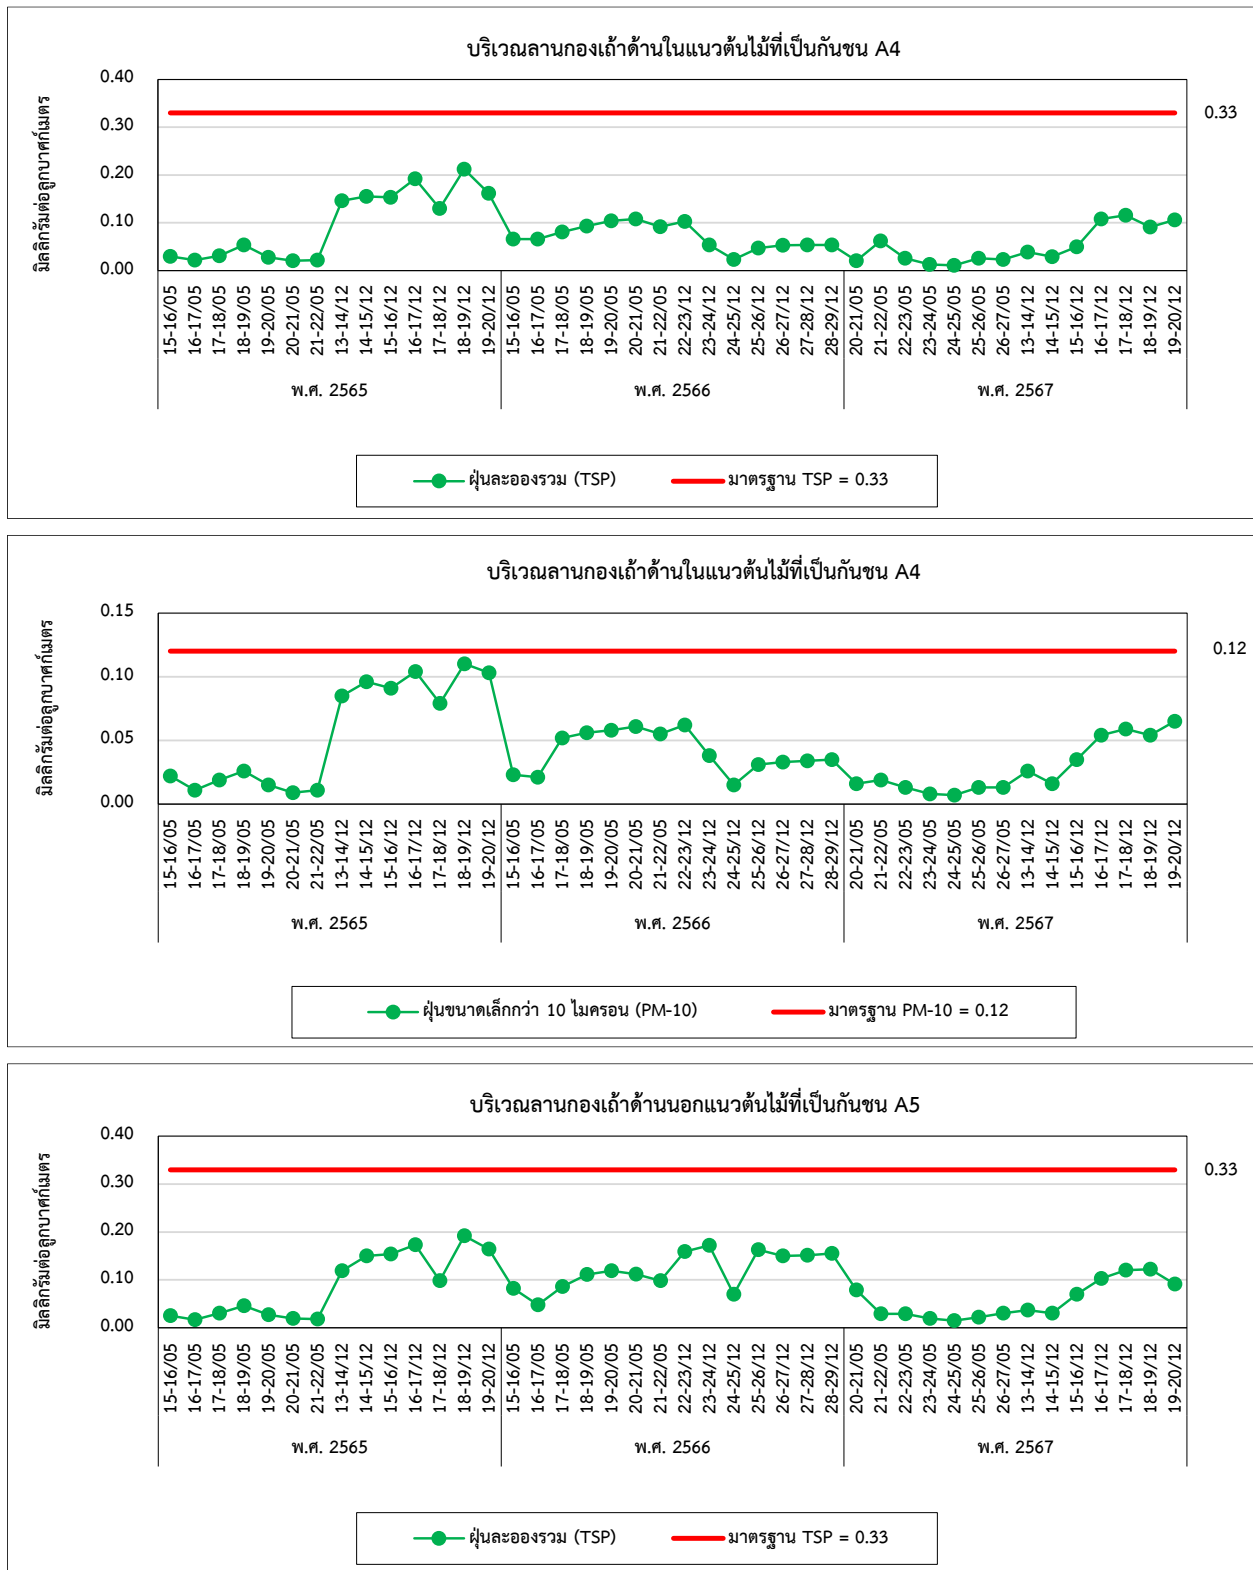 บริเวณลานกองเถ้าด้านในแนวต้นไม้ที่เป็นกันชน A4
มิลลิกรัมต่อลูกบาศก์เมตร
0.40
0.30
0.20
0.10
0.00
0.33
15-16/05 16-17/05 17-18/05 18-19/05 19-20/05 20-21/05 21-22/05 13-14/12 14-15/12 15-16/12 16-17/12 17-18/12 18-19/12 19-20/12 15-16/05 16-17/05 17-18/05 18-19/05 19-20/05 20-21/05 21-22/05 22-23/12 23-24/12 24-25/12 25-26/12 26-27/12 27-28/12 28-29/12 20-21/05 21-22/05 22-23/05 23-24/05 24-25/05 25-26/05 26-27/05 13-14/12 14-15/12 15-16/12 16-17/12 17-18/12 18-19/12 19-20/12
พ.ศ. 2565 พ.ศ. 2566 พ.ศ. 2567
ฝุ่นละอองรวม (TSP) มาตรฐาน TSP = 0.33
บริเวณลานกองเถ้าด้านในแนวต้นไม้ที่เป็นกันชน A4
มิลลิกรัมต่อลูกบาศก์เมตร
0.15
0.10
0.05
0.00
0.12
15-16/05 16-17/05 17-18/05 18-19/05 19-20/05 20-21/05 21-22/05 13-14/12 14-15/12 15-16/12 16-17/12 17-18/12 18-19/12 19-20/12 15-16/05 16-17/05 17-18/05 18-19/05 19-20/05 20-21/05 21-22/05 22-23/12 23-24/12 24-25/12 25-26/12 26-27/12 27-28/12 28-29/12 20-21/05 21-22/05 22-23/05 23-24/05 24-25/05 25-26/05 26-27/05 13-14/12 14-15/12 15-16/12 16-17/12 17-18/12 18-19/12 19-20/12
พ.ศ. 2565 พ.ศ. 2566 พ.ศ. 2567
ฝุ่นขนาดเล็กกว่า 10 ไมครอน (PM-10) มาตรฐาน PM-10 = 0.12
บริเวณลานกองเถ้าด้านนอกแนวต้นไม้ที่เป็นกันชน A5
มิลลิกรัมต่อลูกบาศก์เมตร
0.40
0.30
0.20
0.10
0.00
0.33
15-16/05 16-17/05 17-18/05 18-19/05 19-20/05 20-21/05 21-22/05 13-14/12 14-15/12 15-16/12 16-17/12 17-18/12 18-19/12 19-20/12 15-16/05 16-17/05 17-18/05 18-19/05 19-20/05 20-21/05 21-22/05 22-23/12 23-24/12 24-25/12 25-26/12 26-27/12 27-28/12 28-29/12 20-21/05 21-22/05 22-23/05 23-24/05 24-25/05 25-26/05 26-27/05 13-14/12 14-15/12 15-16/12 16-17/12 17-18/12 18-19/12 19-20/12
พ.ศ. 2565 พ.ศ. 2566 พ.ศ. 2567
ฝุ่นละอองรวม (TSP) มาตรฐาน TSP = 0.33